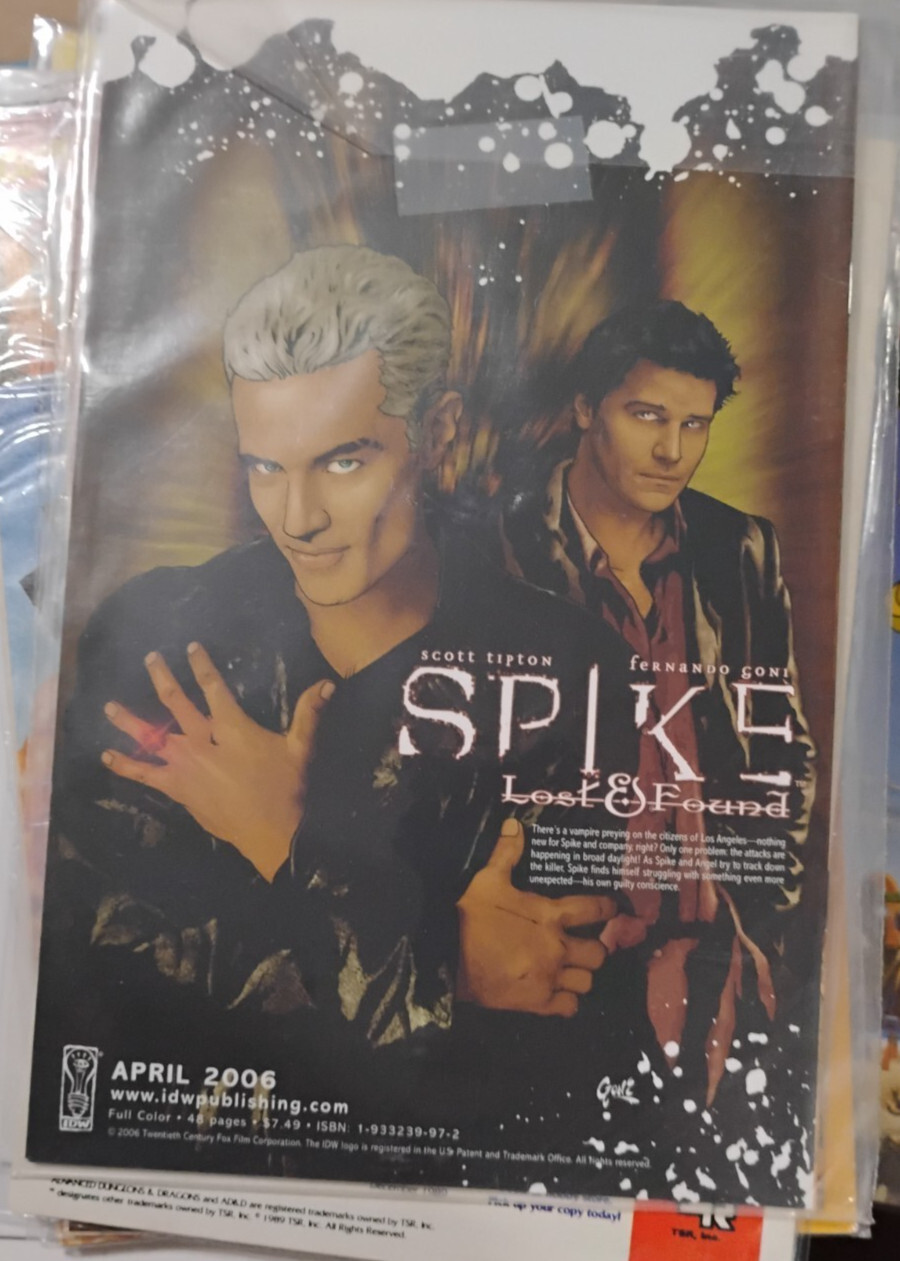 scott tipton
fernando goni
SPIKE
Lost & Found
There's a vampire preying on the citizens of Los Angeles—nothing
new for Spike and company, right? Only one problem: the attacks are
happening in broad daylight! As Spike and Angel try to track down
the killer, Spike finds himself struggling with something even more
unexpected—his own guilty conscience.
IDW
APRIL 2006
www.idwpublishing.com
Full Color • 48 pages • $7.49 • ISBN: 1-933239-97-2
© 2006 Twentieth Century Fox Film Corporation. The IDW logo is registered in the U.S. Patent and Trademark Office. All rights reserved.
ADVANCED DUNGEONS & DRAGONS and AD&D are registered trademarks owned by TSR, Inc.
designates other trademarks owned by TSR, Inc. © 1989 TSR, Inc. All Rights Reserved.
Pick up your copy today!
TSR, Inc.